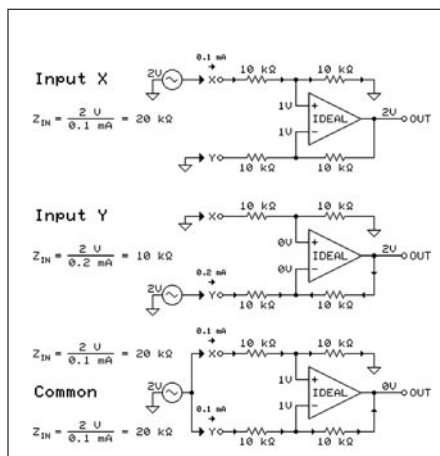 0.1 mA
Input X
2V
X
10 kΩ
10 kΩ
Z_IN = 2 V / 0.1 mA = 20 kΩ
1V
+
IDEAL
2V
OUT
1V
−
Y
10 kΩ
10 kΩ
Input Y
X
10 kΩ
10 kΩ
Z_IN = 2 V / 0.2 mA = 10 kΩ
0V
+
IDEAL
2V
OUT
0V
−
0.2 mA
2V
Y
10 kΩ
10 kΩ
0.1 mA
Z_IN = 2 V / 0.1 mA = 20 kΩ
X
10 kΩ
10 kΩ
Common
2V
1V
+
IDEAL
0V
OUT
0.1 mA
1V
−
Z_IN = 2 V / 0.1 mA = 20 kΩ
Y
10 kΩ
10 kΩ